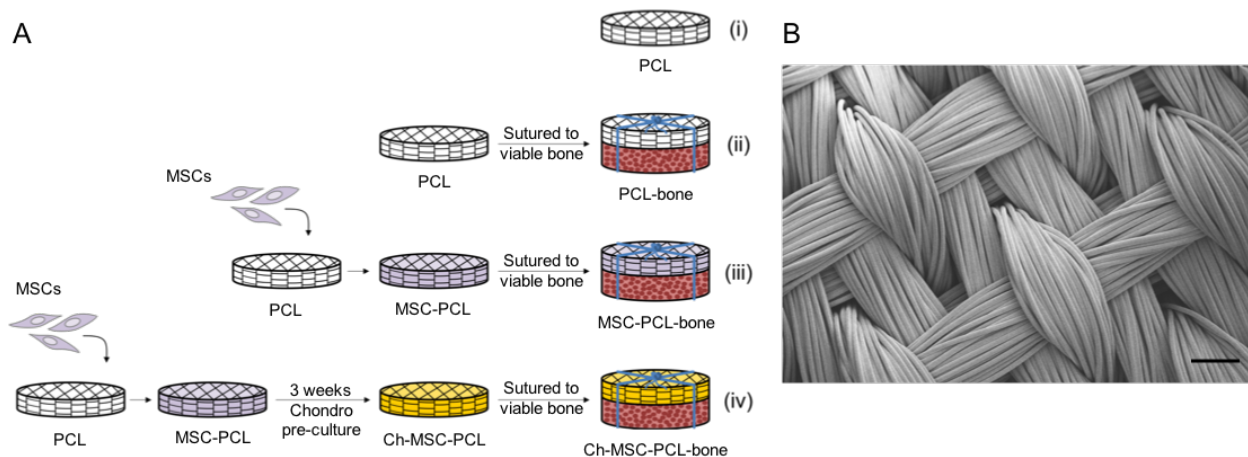 A
B
(i)
PCL
Sutured to
viable bone
(ii)
PCL
PCL-bone
MSCs
Sutured to
viable bone
(iii)
PCL
MSC-PCL
MSC-PCL-bone
MSCs
3 weeks
Chondro
pre-culture
Sutured to
viable bone
(iv)
PCL
MSC-PCL
Ch-MSC-PCL
Ch-MSC-PCL-bone